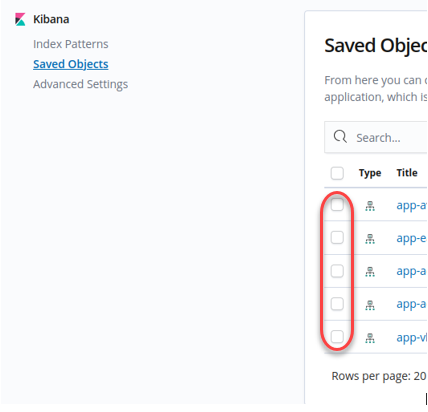 Kibana
Index Patterns
Saved Objects
Advanced Settings
Saved Objec
From here you can
application, which is
Search...
Type Title
app-a
app-e
app-a
app-a
app-v
Rows per page: 20